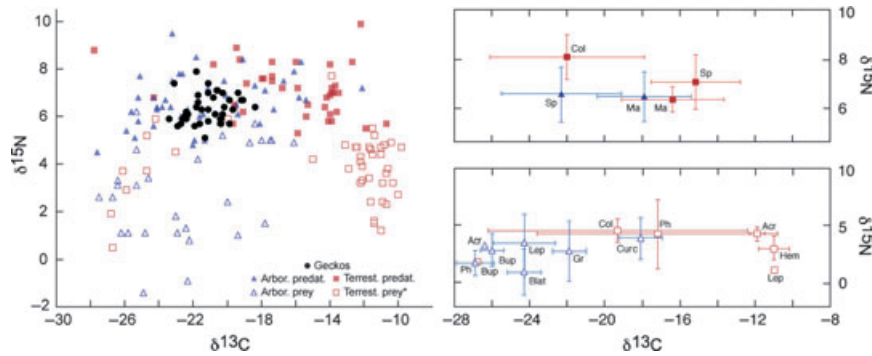 10
8
6
4
2
0
−2
δ15N
Geckos
Arbor. predat.
Terrest. predat.
Arbor. prey
Terrest. prey*
−30
−26
−22
−18
−14
−10
δ13C
10
8
6
δ15N
Col
Sp
Sp
Ma
Ma
10
5
0
δ15N
Col
Ph
Acr
Acr
Lep
Curc
Hem
Bup
Gr
Ph
Bup
Blat
Lep
−28
−24
−20
−16
−12
−8
δ13C